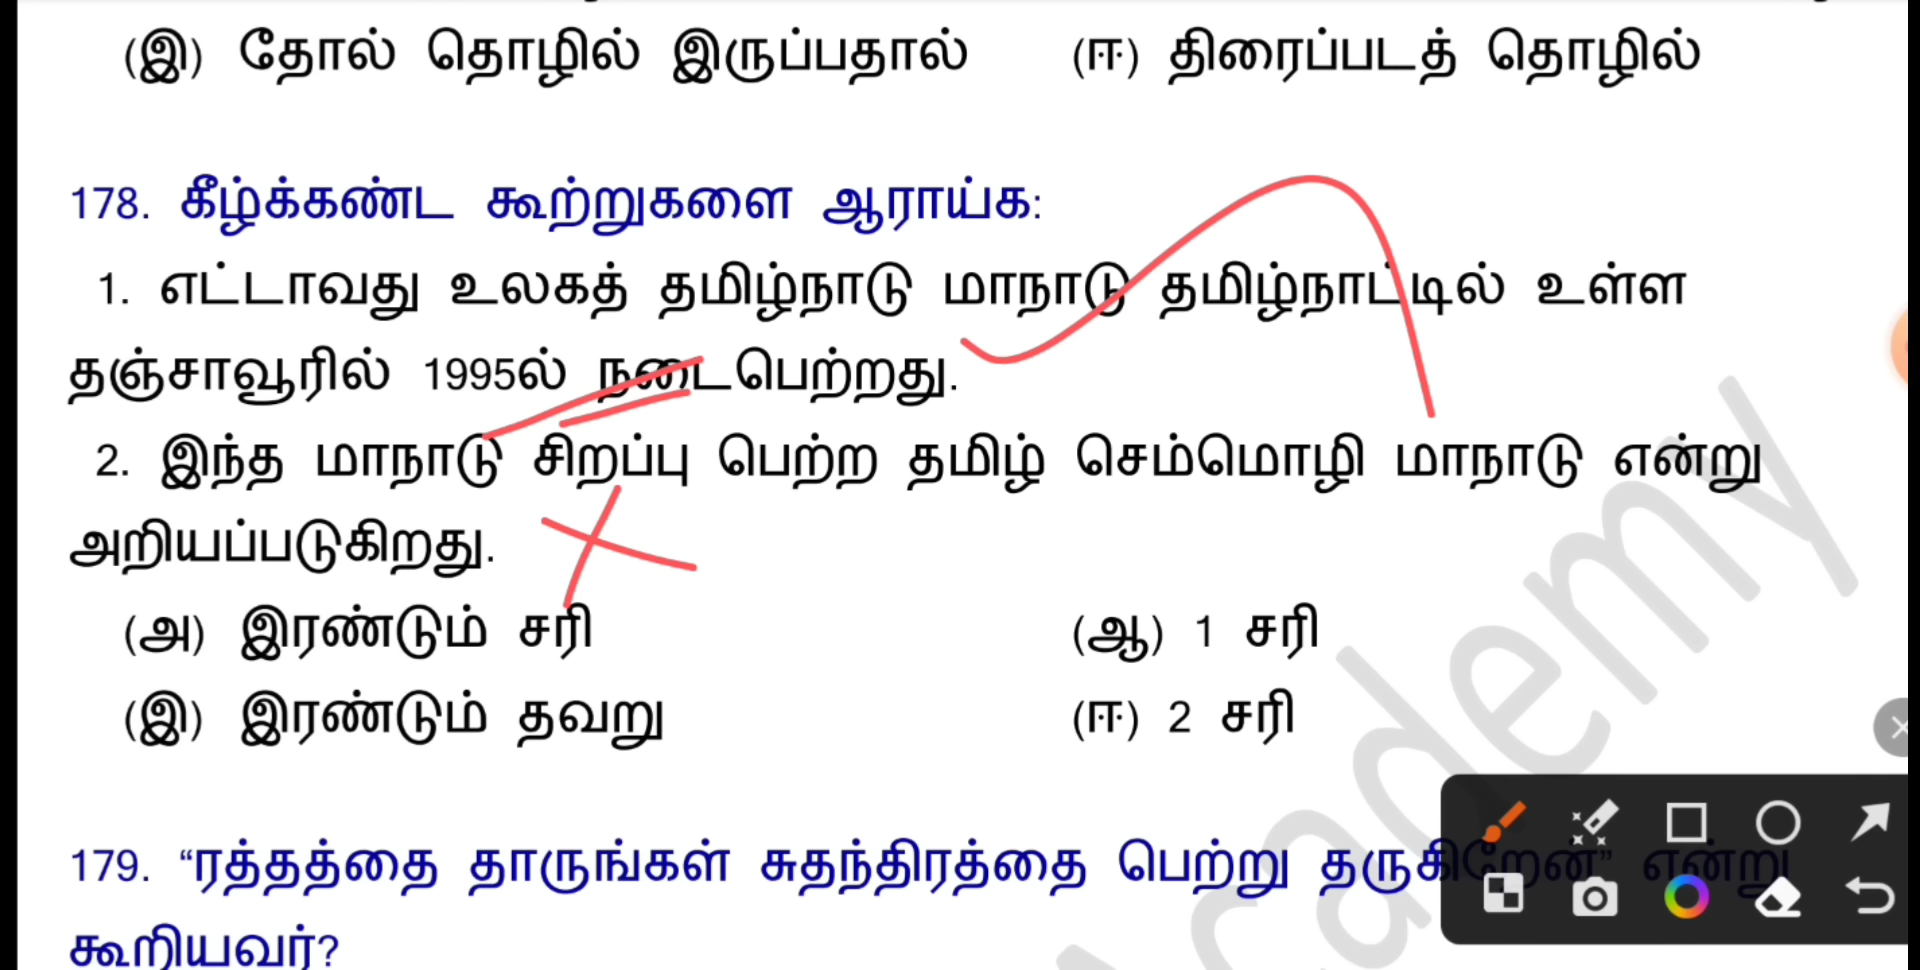 (இ) தோல் தொழில் இருப்பதால் (ஈ) திரைப்படத் தொழில்
178. கீழ்க்கண்ட கூற்றுகளை ஆராய்க:
1. எட்டாவது உலகத் தமிழ்நாடு மாநாடு தமிழ்நாட்டில் உள்ள
தஞ்சாவூரில் 1995ல் நடைபெற்றது.
2. இந்த மாநாடு சிறப்பு பெற்ற தமிழ் செம்மொழி மாநாடு என்று
அறியப்படுகிறது.
(அ) இரண்டும் சரி (ஆ) 1 சரி
(இ) இரண்டும் தவறு (ஈ) 2 சரி
179. “ரத்தத்தை தாருங்கள் சுதந்திரத்தை பெற்று தருகிறேன” என்று
கூறியவர்?
Academy